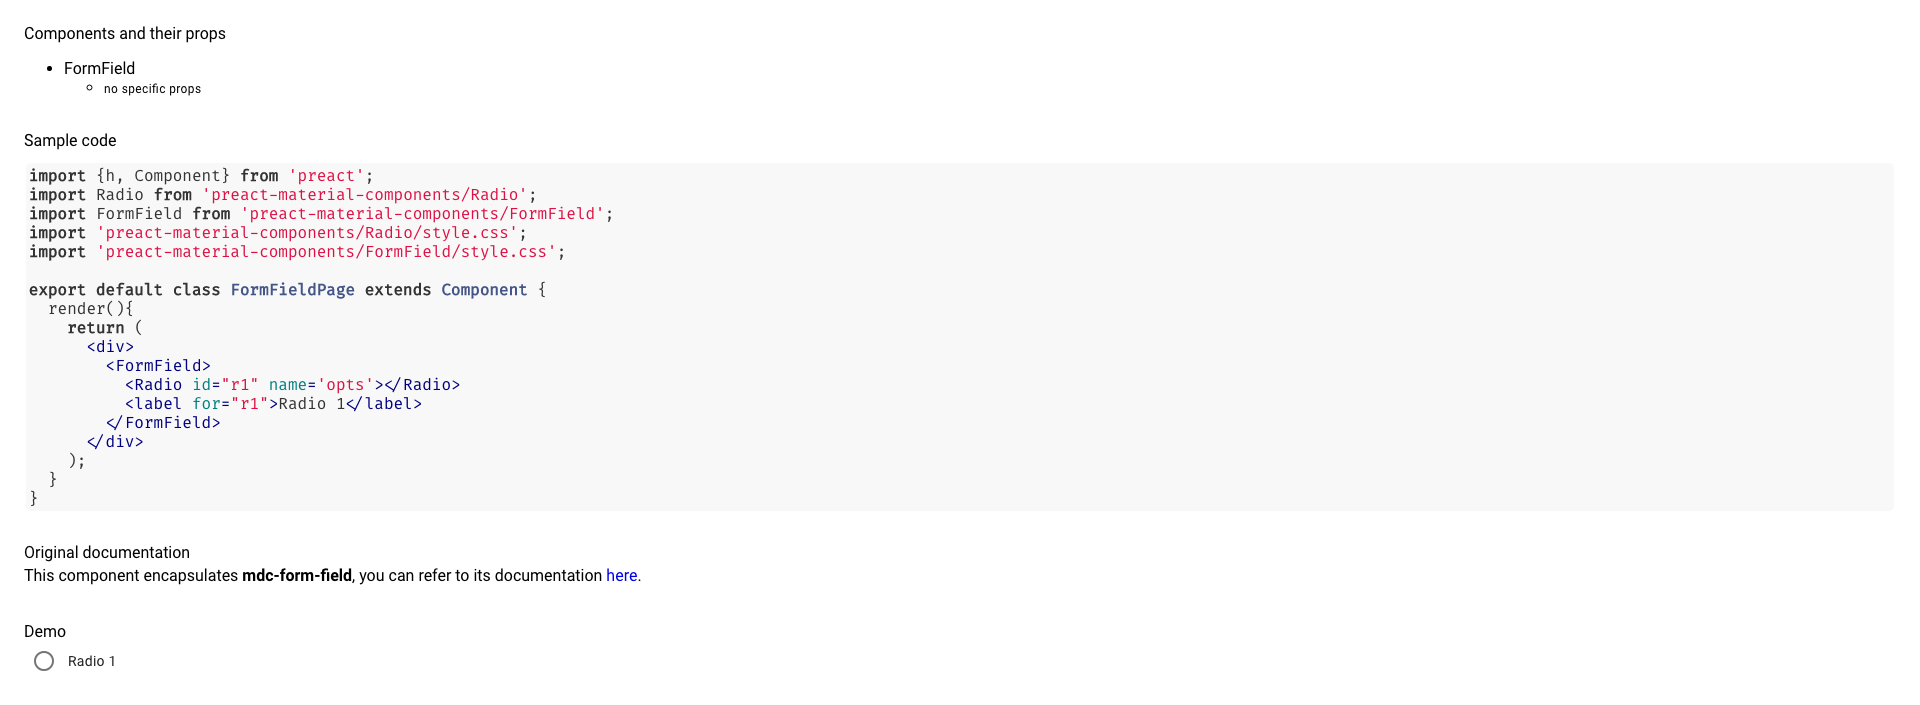 Components and their props
FormField
no specific props
Sample code
import {h, Component} from 'preact';
import Radio from 'preact-material-components/Radio';
import FormField from 'preact-material-components/FormField';
import 'preact-material-components/Radio/style.css';
import 'preact-material-components/FormField/style.css';
export default class FormFieldPage extends Component {
render(){
return (
<div>
<FormField>
<Radio id="r1" name='opts'></Radio>
<label for="r1">Radio 1</label>
</FormField>
</div>
);
}
}
Original documentation
This component encapsulates mdc-form-field, you can refer to its documentation here.
Demo
Radio 1